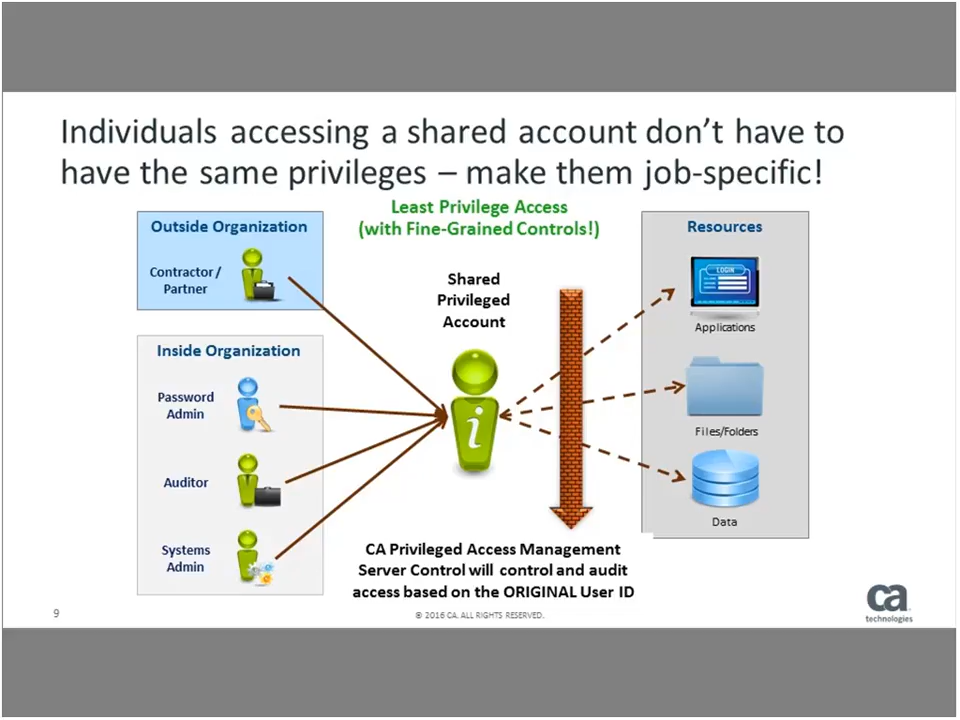 Individuals accessing a shared account don't have to
have the same privileges – make them job-specific!
Least Privilege Access
(with Fine-Grained Controls!)
Outside Organization
Contractor /
Partner
Inside Organization
Password
Admin
Auditor
Systems
Admin
Shared
Privileged
Account
i
Resources
LOGIN
Applications
Files/Folders
Data
CA Privileged Access Management
Server Control will control and audit
access based on the ORIGINAL User ID
9
© 2016 CA. ALL RIGHTS RESERVED.
ca
technologies